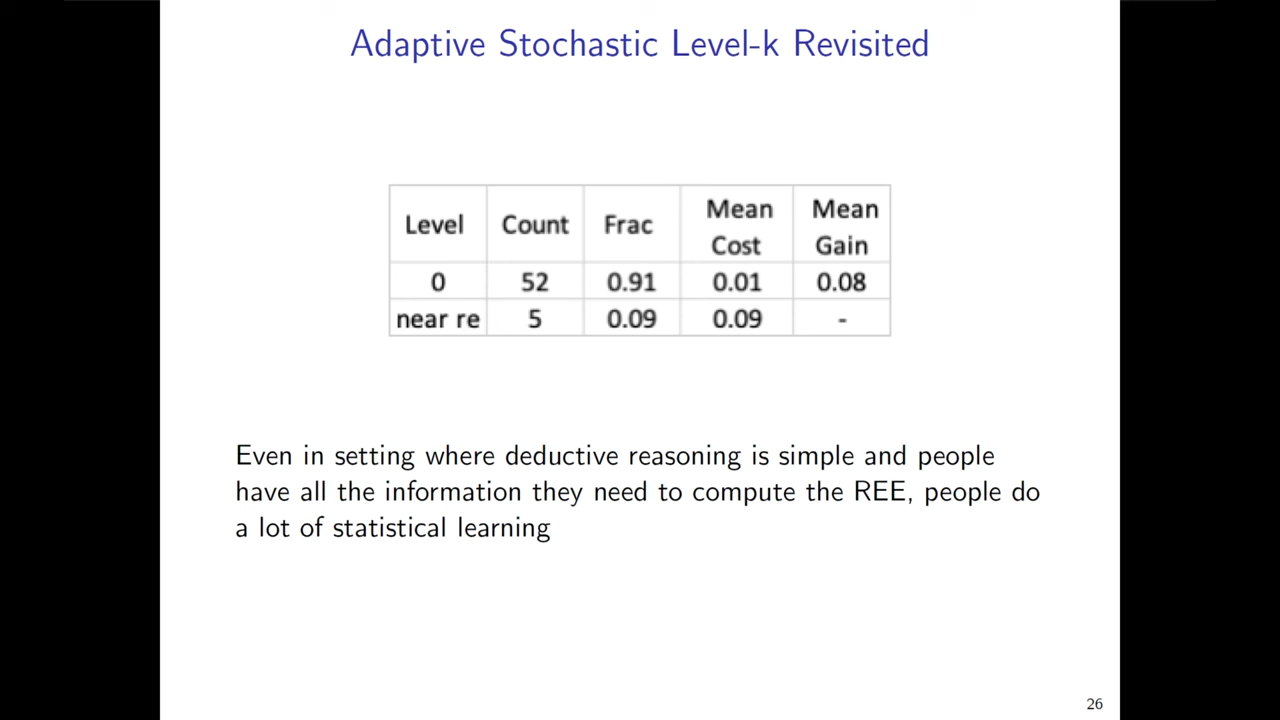 Adaptive Stochastic Level-k Revisited
Level Count Frac Mean Cost Mean Gain
0 52 0.91 0.01 0.08
near re 5 0.09 0.09 -
Even in setting where deductive reasoning is simple and people
have all the information they need to compute the REE, people do
a lot of statistical learning
26